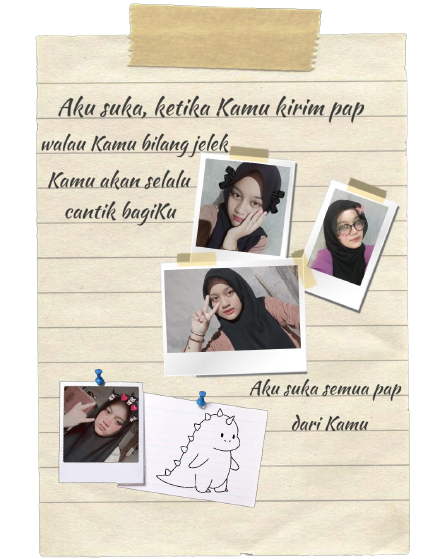 Aku suka, ketika Kamu kirim pap
walau Kamu bilang jelek
Kamu akan selalu
cantik bagiKu
Aku suka semua pap
dari Kamu